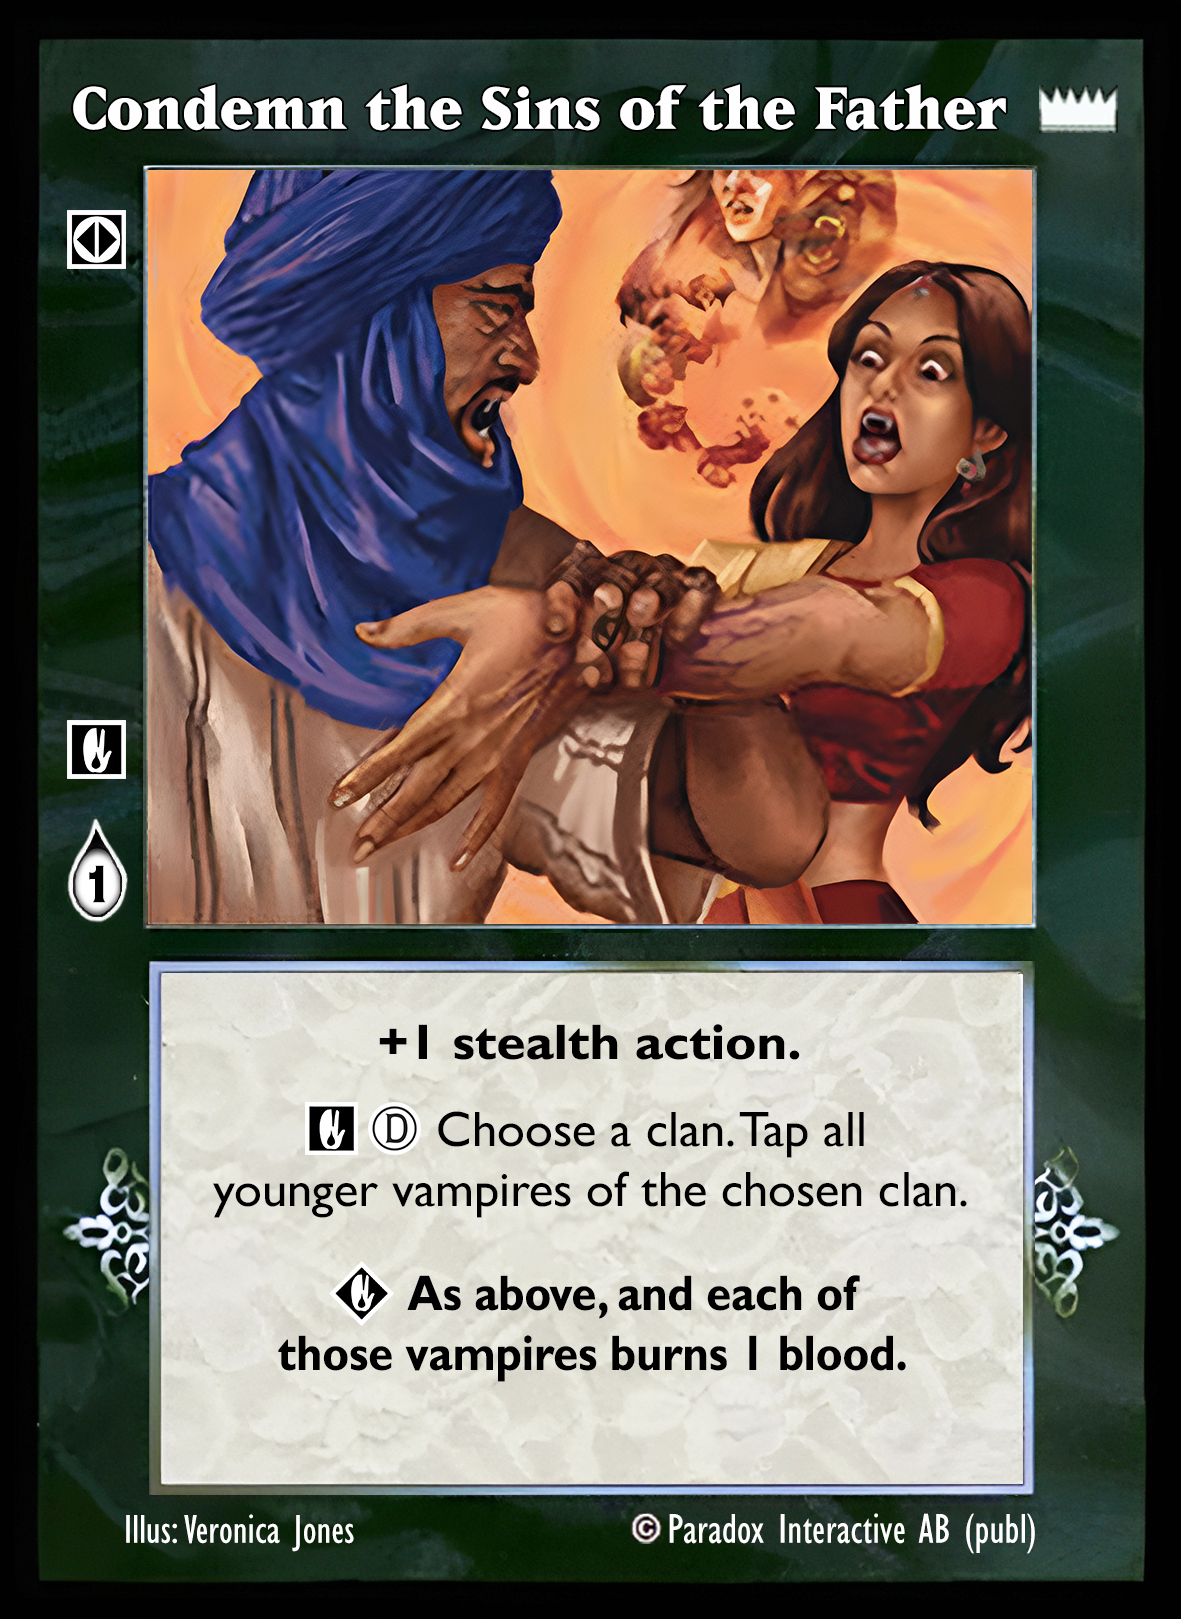 Condemn the Sins of the Father
1
+1 stealth action.
D Choose a clan. Tap all
younger vampires of the chosen clan.
As above, and each of
those vampires burns 1 blood.
Illus: Veronica Jones
© Paradox Interactive AB (publ)